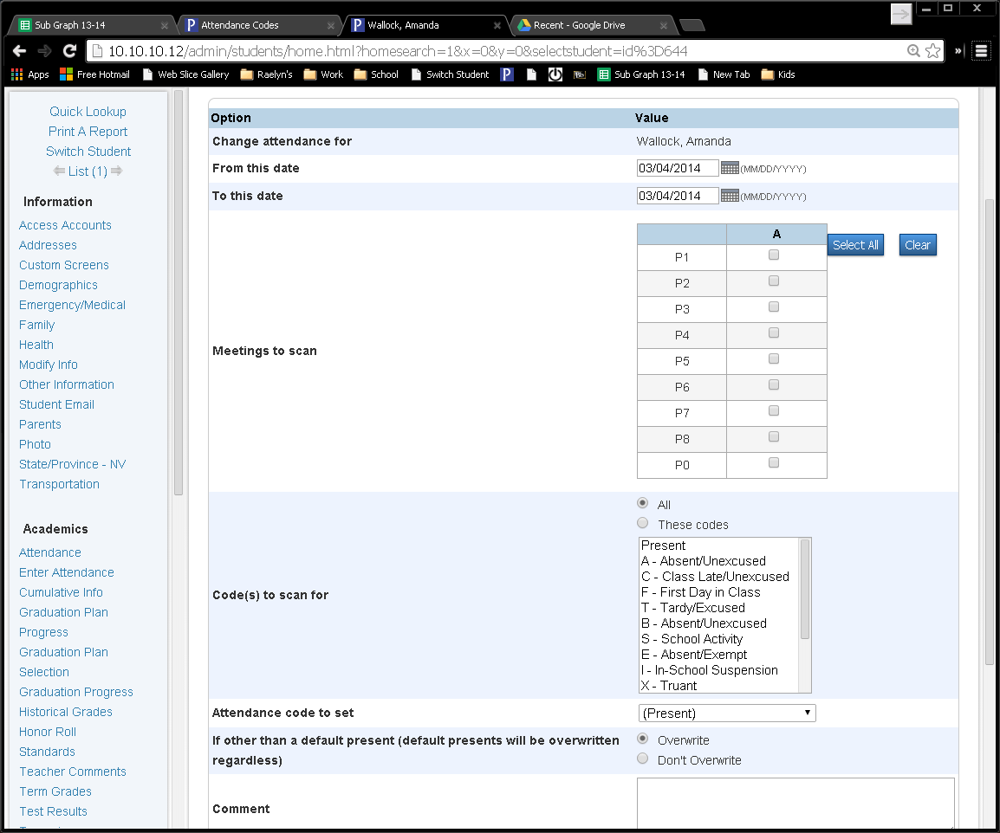 Sub Graph 13-14
Attendance Codes
Wallock, Amanda
Recent - Google Drive
10.10.10.12/admin/students/home.html?homesearch=1&x=0&y=0&selectstudent=id%3D644
Apps
Free Hotmail
Web Slice Gallery
Raelyn's
Work
School
Switch Student
Sub Graph 13-14
New Tab
Kids
Quick Lookup
Print A Report
Switch Student
List (1)
Information
Access Accounts
Addresses
Custom Screens
Demographics
Emergency/Medical
Family
Health
Modify Info
Other Information
Student Email
Parents
Photo
State/Province - NV
Transportation
Academics
Attendance
Enter Attendance
Cumulative Info
Graduation Plan
Progress
Graduation Plan
Selection
Graduation Progress
Historical Grades
Honor Roll
Standards
Teacher Comments
Term Grades
Test Results
Option Value
Change attendance for Wallock, Amanda
From this date 03/04/2014 (MM/DD/YYYY)
To this date 03/04/2014 (MM/DD/YYYY)
Meetings to scan
A
P1
P2
P3
P4
P5
P6
P7
P8
P0
Select All Clear
Code(s) to scan for
All
These codes
Present
A - Absent/Unexcused
C - Class Late/Unexcused
F - First Day in Class
T - Tardy/Excused
B - Absent/Unexcused
S - School Activity
E - Absent/Exempt
I - In-School Suspension
X - Truant
Attendance code to set (Present)
If other than a default present (default presents will be overwritten
regardless)
Overwrite
Don't Overwrite
Comment